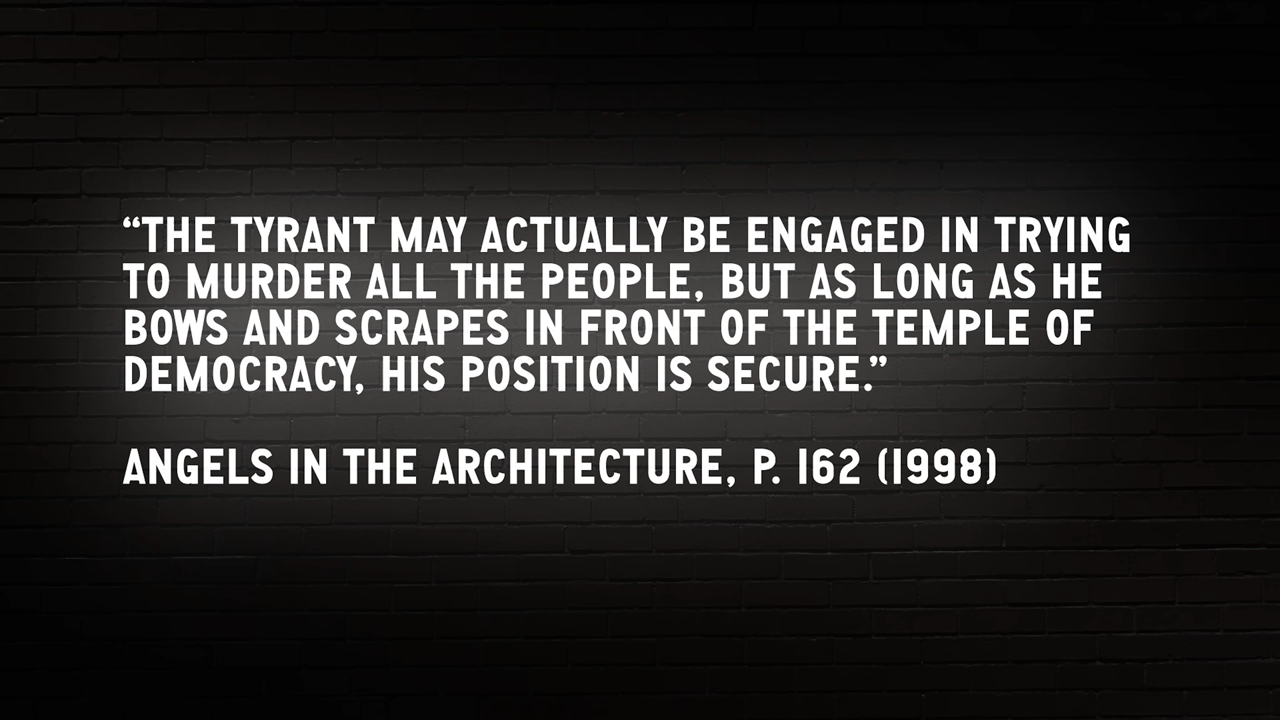 “THE TYRANT MAY ACTUALLY BE ENGAGED IN TRYING
TO MURDER ALL THE PEOPLE, BUT AS LONG AS HE
BOWS AND SCRAPES IN FRONT OF THE TEMPLE OF
DEMOCRACY, HIS POSITION IS SECURE.”
ANGELS IN THE ARCHITECTURE, P. 162 (1998)